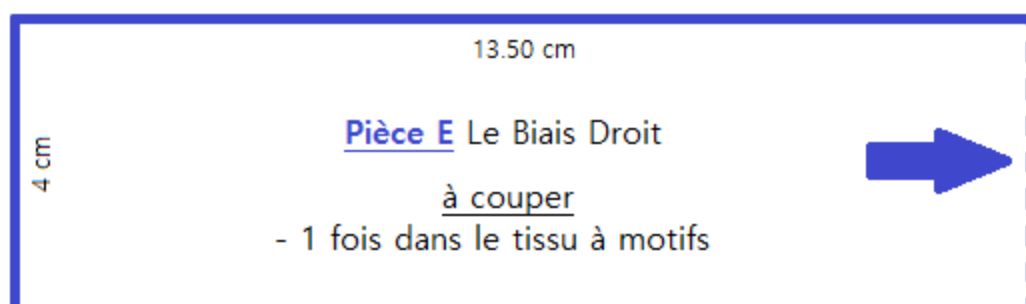 13.50 cm
4 cm
Pièce E Le Biais Droit
à couper
- 1 fois dans le tissu à motifs